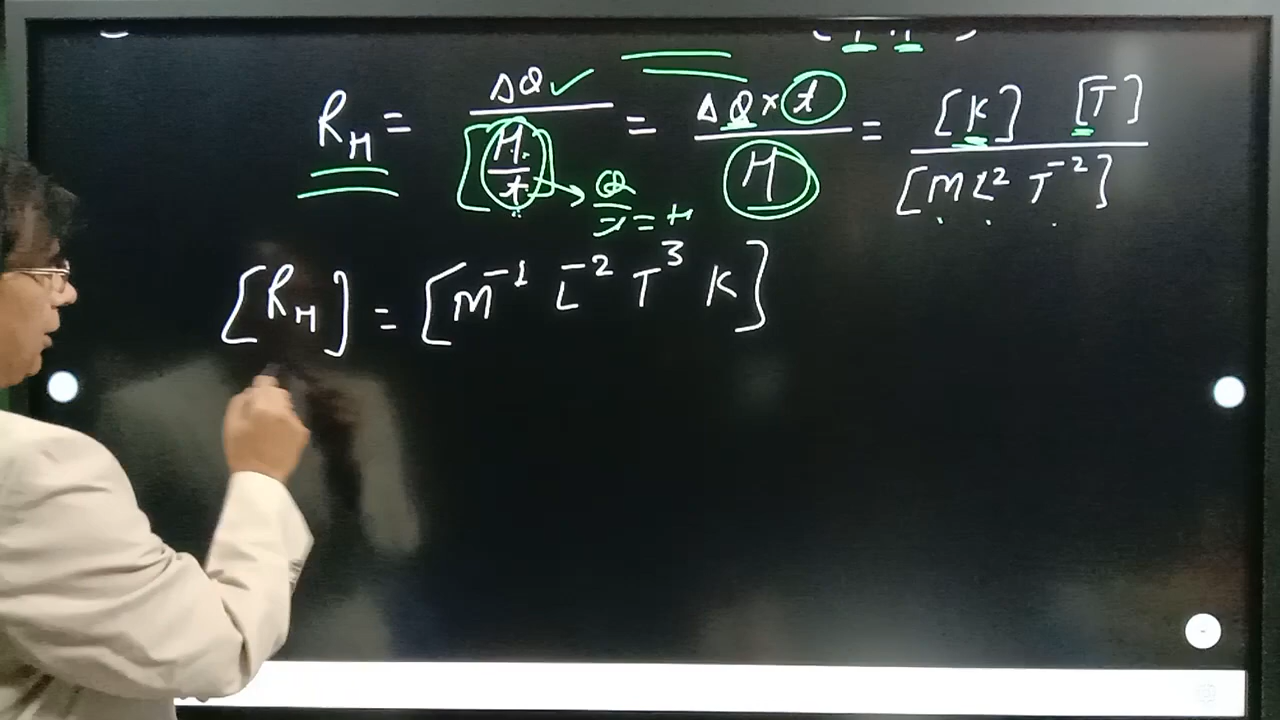 R_H = ΔQ ✓ / [H/t] = ΔQ × t / H = [K] [T] / [M L² T⁻²]
Q/t = H
[R_H] = [M⁻¹ L⁻² T³ K]